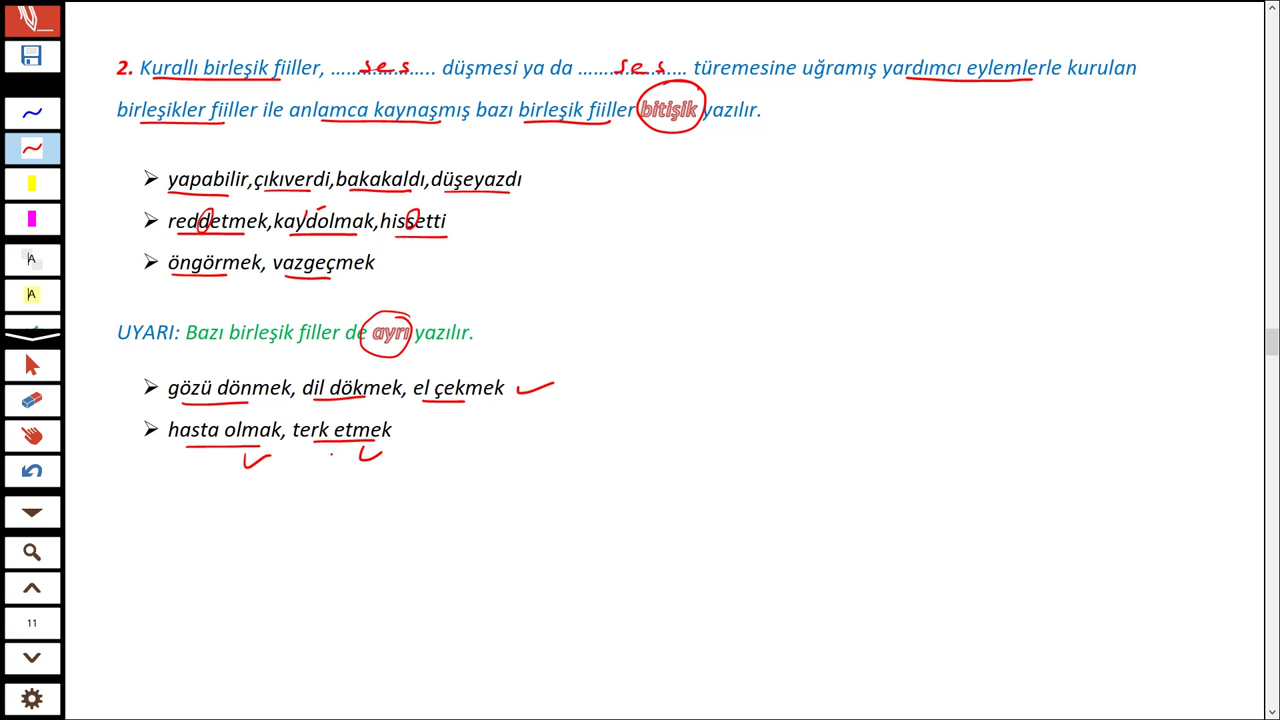 2. Kurallı birleşik fiiller, ......ses...... düşmesi ya da ......ses...... türemesine uğramış yardımcı eylemlerle kurulan
birleşikler fiiller ile anlamca kaynaşmış bazı birleşik fiiller bitişik yazılır.
➢ yapabilir,çıkıverdi,bakakaldı,düşeyazdı
➢ reddetmek,kaydolmak,hissetti
➢ öngörmek, vazgeçmek
UYARI: Bazı birleşik filler de ayrı yazılır.
➢ gözü dönmek, dil dökmek, el çekmek
➢ hasta olmak, terk etmek
A
A
11